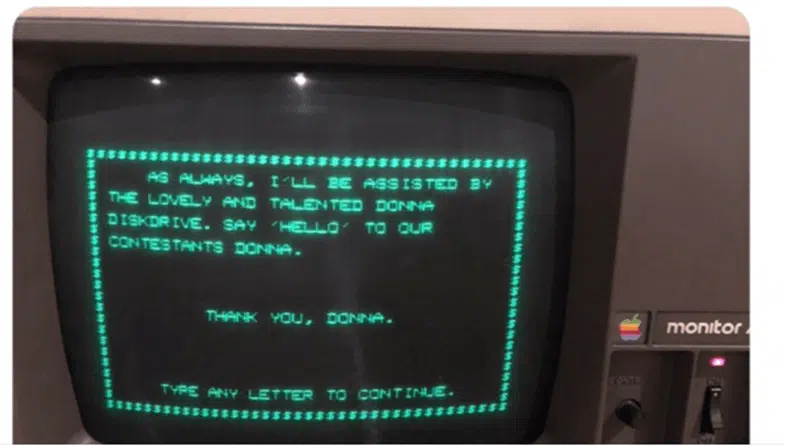 AS ALWAYS, I'LL BE ASSISTED BY
THE LOVELY AND TALENTED DONNA
DISKDRIVE. SAY 'HELLO' TO OUR
CONTESTANTS DONNA.
THANK YOU, DONNA.
TYPE ANY LETTER TO CONTINUE.
monitor